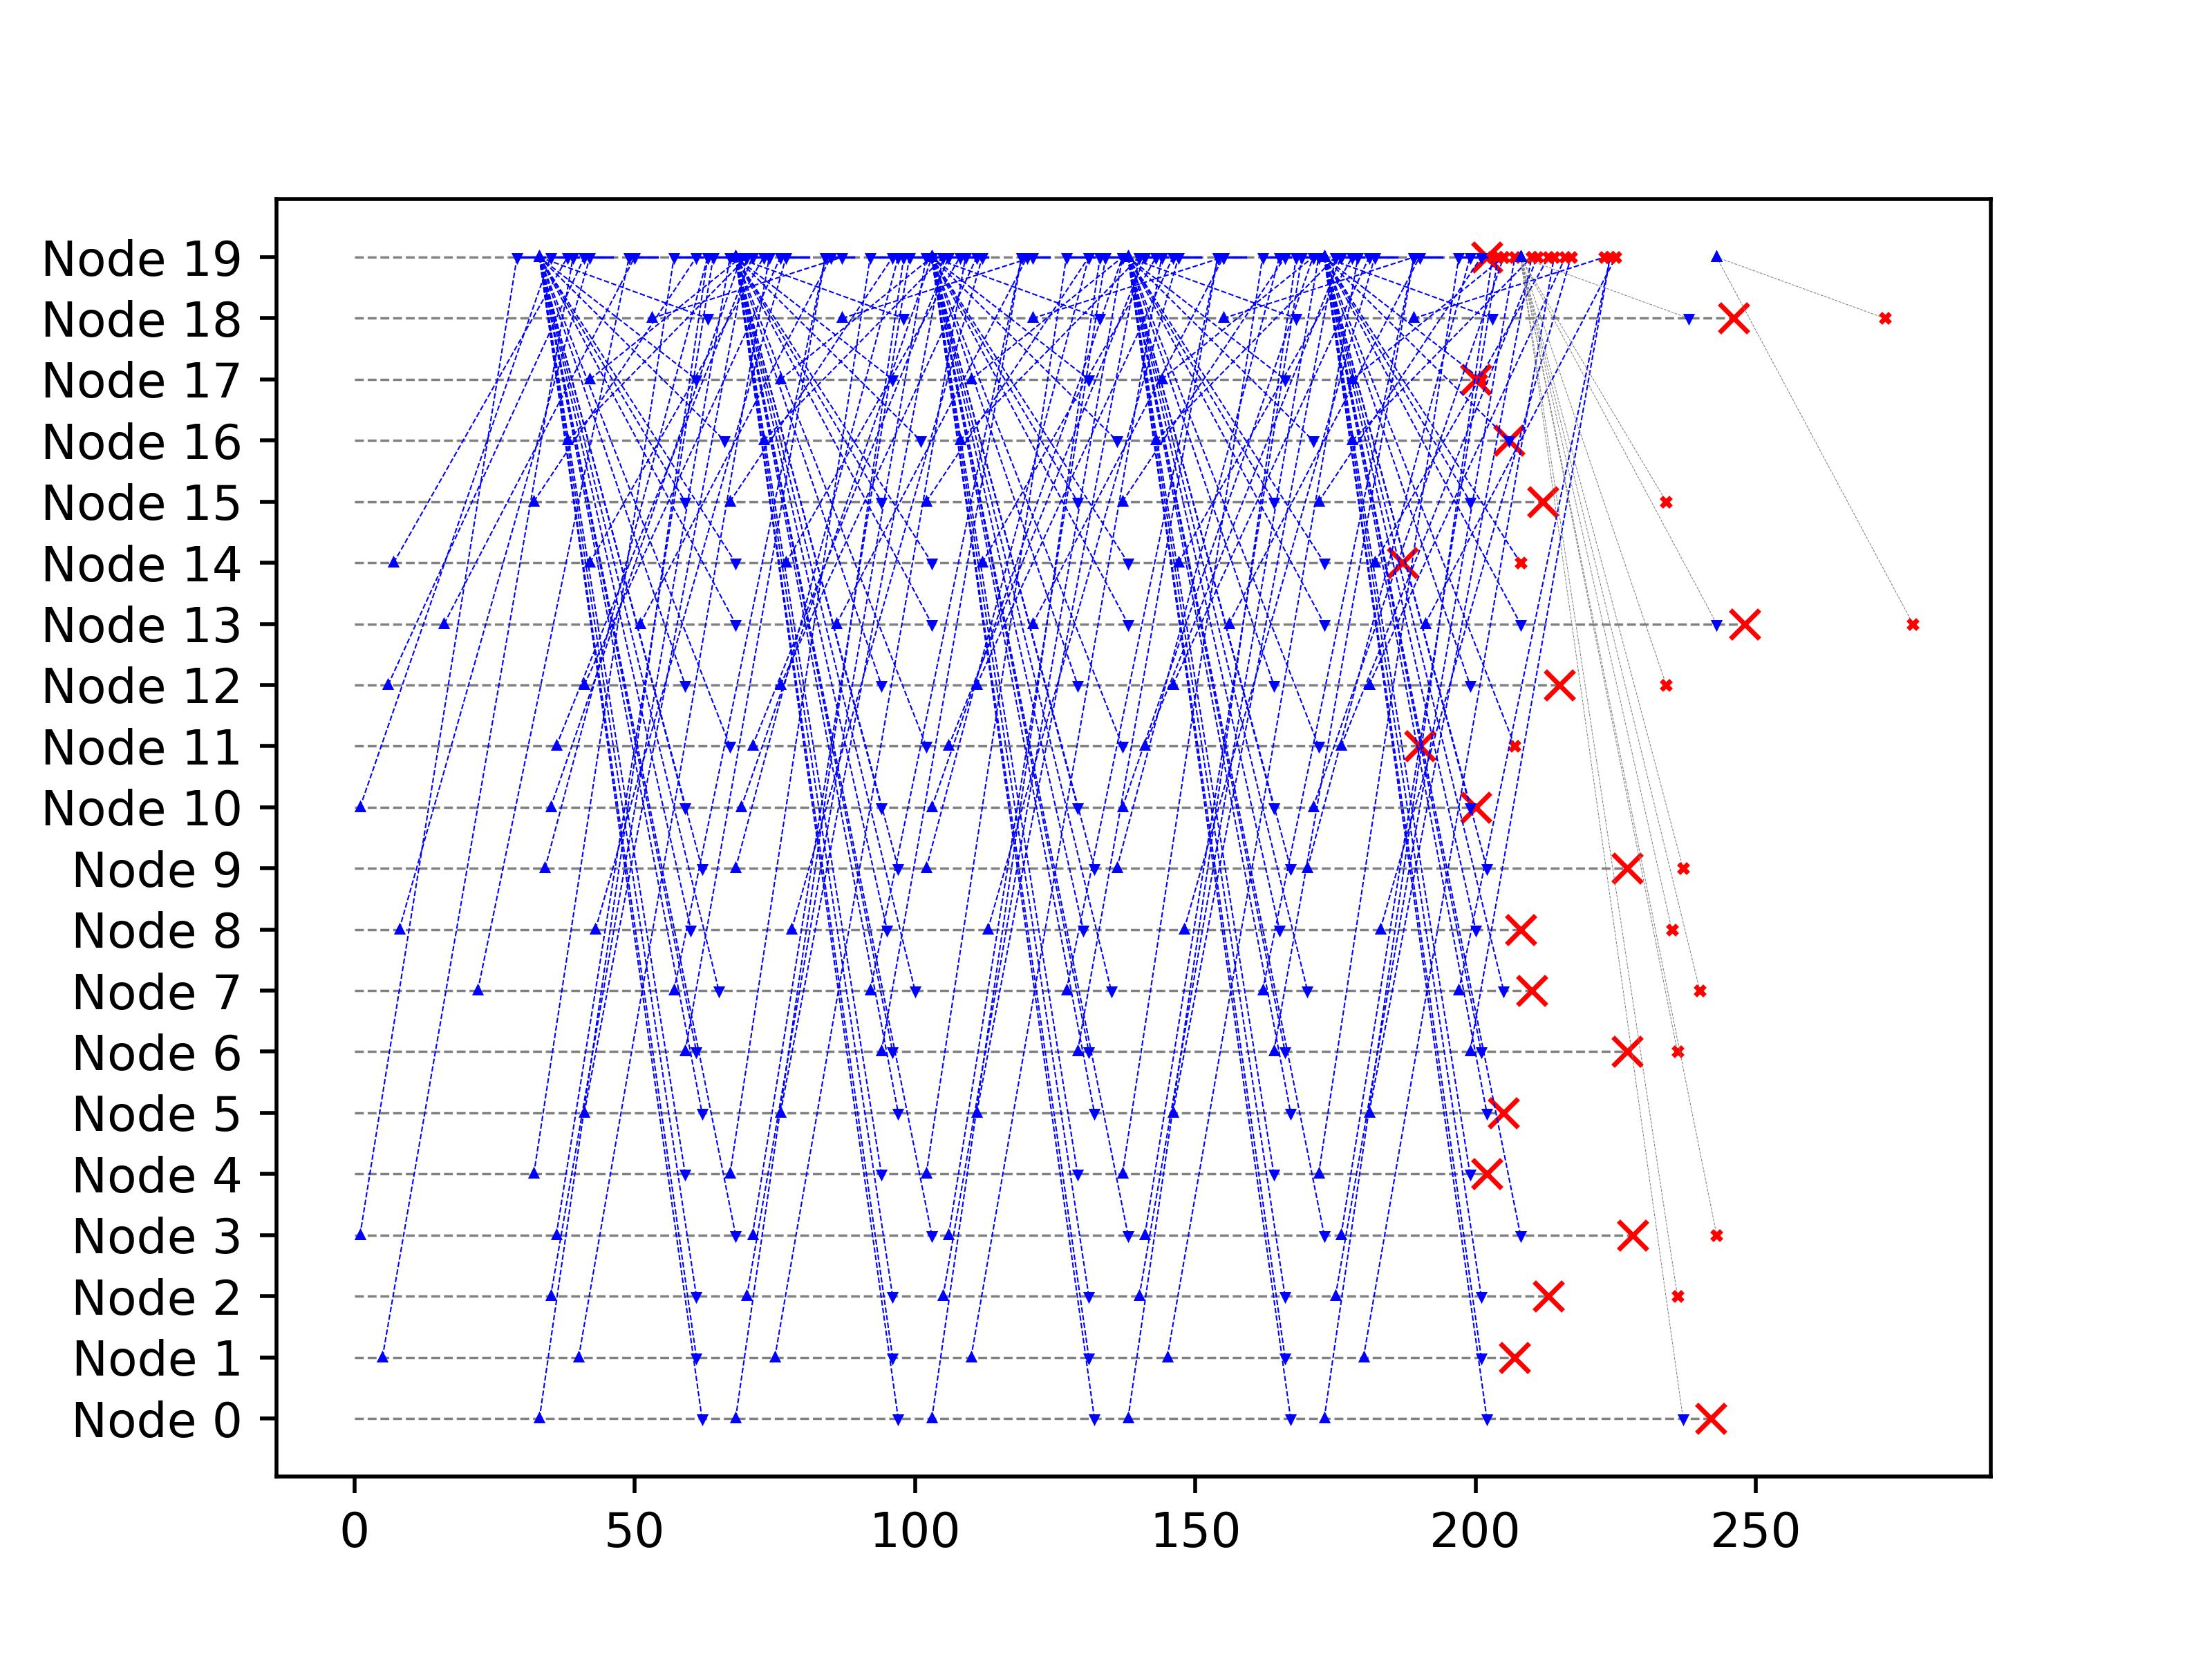 Node 19
Node 18
Node 17
Node 16
Node 15
Node 14
Node 13
Node 12
Node 11
Node 10
Node 9
Node 8
Node 7
Node 6
Node 5
Node 4
Node 3
Node 2
Node 1
Node 0
0 50 100 150 200 250